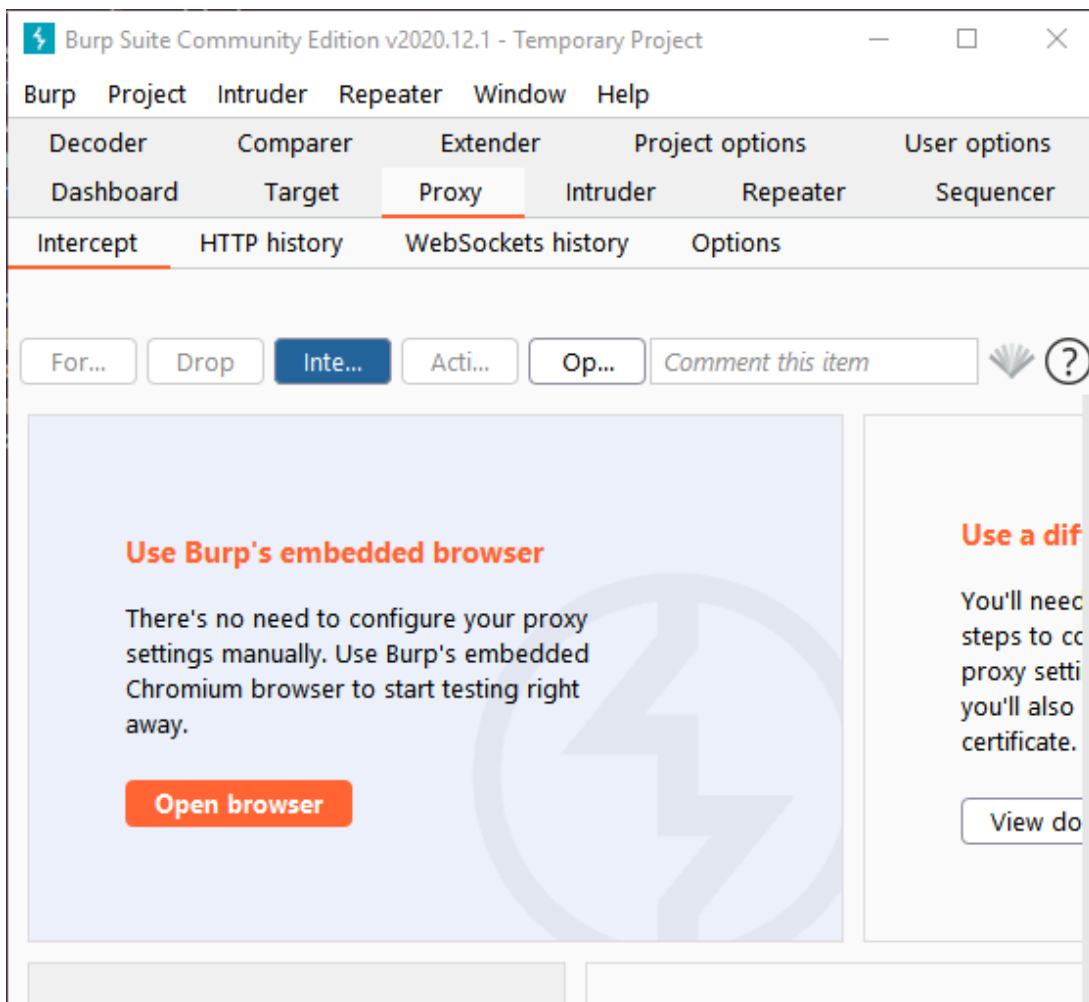 Burp Suite Community Edition v2020.12.1 - Temporary Project
Burp Project Intruder Repeater Window Help
Decoder Comparer Extender Project options User options
Dashboard Target Proxy Intruder Repeater Sequencer
Intercept HTTP history WebSockets history Options
For... Drop Inte... Acti... Op... Comment this item ?
Use Burp's embedded browser
There's no need to configure your proxy
settings manually. Use Burp's embedded
Chromium browser to start testing right
away.
Open browser
Use a dif
You'll need
steps to co
proxy setti
you'll also
certificate.
View do